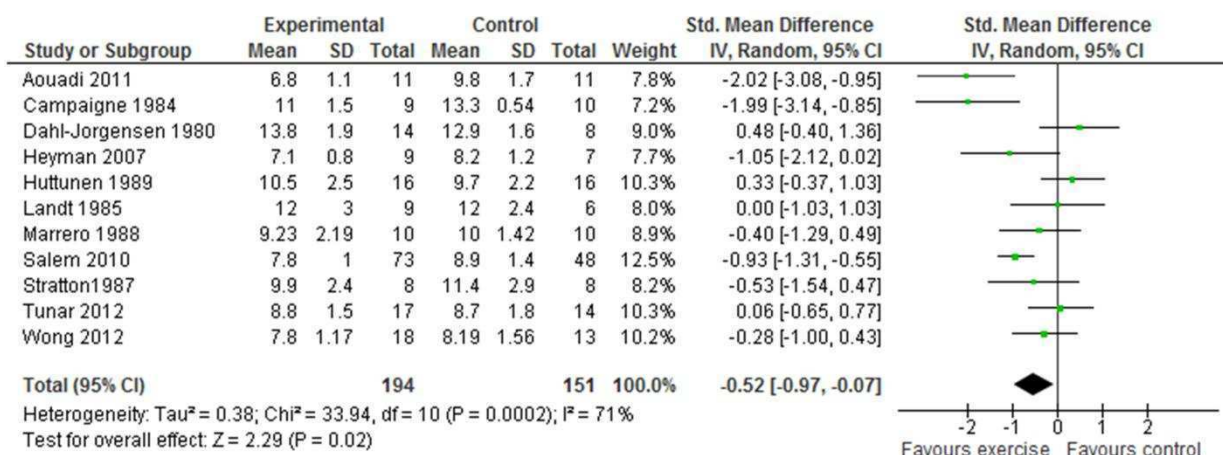 Experimental Control Std. Mean Difference Std. Mean Difference
Study or Subgroup Mean SD Total Mean SD Total Weight IV, Random, 95% CI IV, Random, 95% CI
Aouadi 2011 6.8 1.1 11 9.8 1.7 11 7.8% -2.02 [-3.08, -0.95]
Campaigne 1984 11 1.5 9 13.3 0.54 10 7.2% -1.99 [-3.14, -0.85]
Dahl-Jorgensen 1980 13.8 1.9 14 12.9 1.6 8 9.0% 0.48 [-0.40, 1.36]
Heyman 2007 7.1 0.8 9 8.2 1.2 7 7.7% -1.05 [-2.12, 0.02]
Huttunen 1989 10.5 2.5 16 9.7 2.2 16 10.3% 0.33 [-0.37, 1.03]
Landt 1985 12 3 9 12 2.4 6 8.0% 0.00 [-1.03, 1.03]
Marrero 1988 9.23 2.19 10 10 1.42 10 8.9% -0.40 [-1.29, 0.49]
Salem 2010 7.8 1 73 8.9 1.4 48 12.5% -0.93 [-1.31, -0.55]
Stratton1987 9.9 2.4 8 11.4 2.9 8 8.2% -0.53 [-1.54, 0.47]
Tunar 2012 8.8 1.5 17 8.7 1.8 14 10.3% 0.06 [-0.65, 0.77]
Wong 2012 7.8 1.17 18 8.19 1.56 13 10.2% -0.28 [-1.00, 0.43]
Total (95% CI) 194 151 100.0% -0.52 [-0.97, -0.07]
Heterogeneity: Tau² = 0.38; Chi² = 33.94, df = 10 (P = 0.0002); I² = 71%
Test for overall effect: Z = 2.29 (P = 0.02)
-2 -1 0 1 2
Favours exercise Favours control